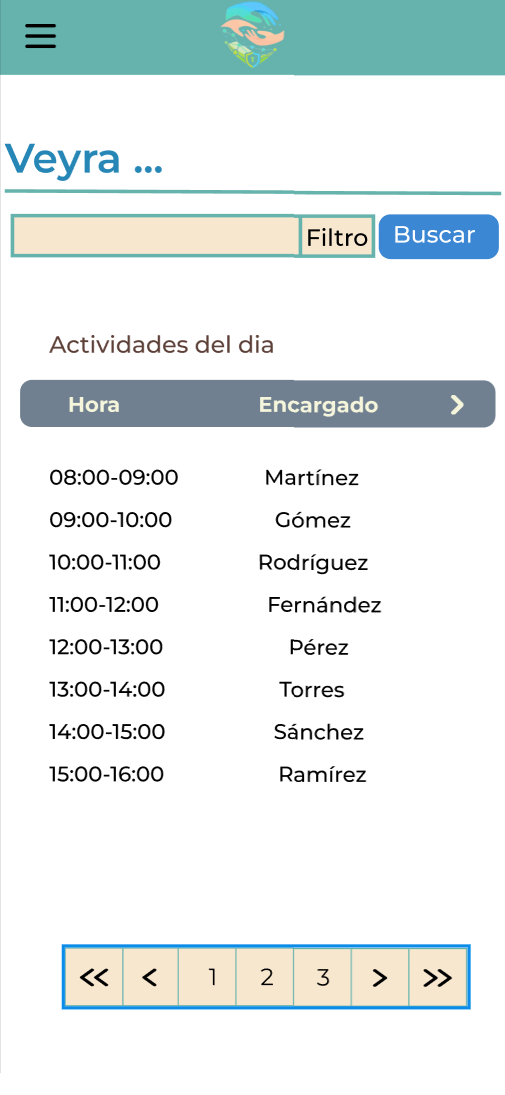 Veyra ...
Filtro Buscar
Actividades del dia
Hora Encargado >
08:00-09:00 Martínez
09:00-10:00 Gómez
10:00-11:00 Rodríguez
11:00-12:00 Fernández
12:00-13:00 Pérez
13:00-14:00 Torres
14:00-15:00 Sánchez
15:00-16:00 Ramírez
<< < 1 2 3 > >>